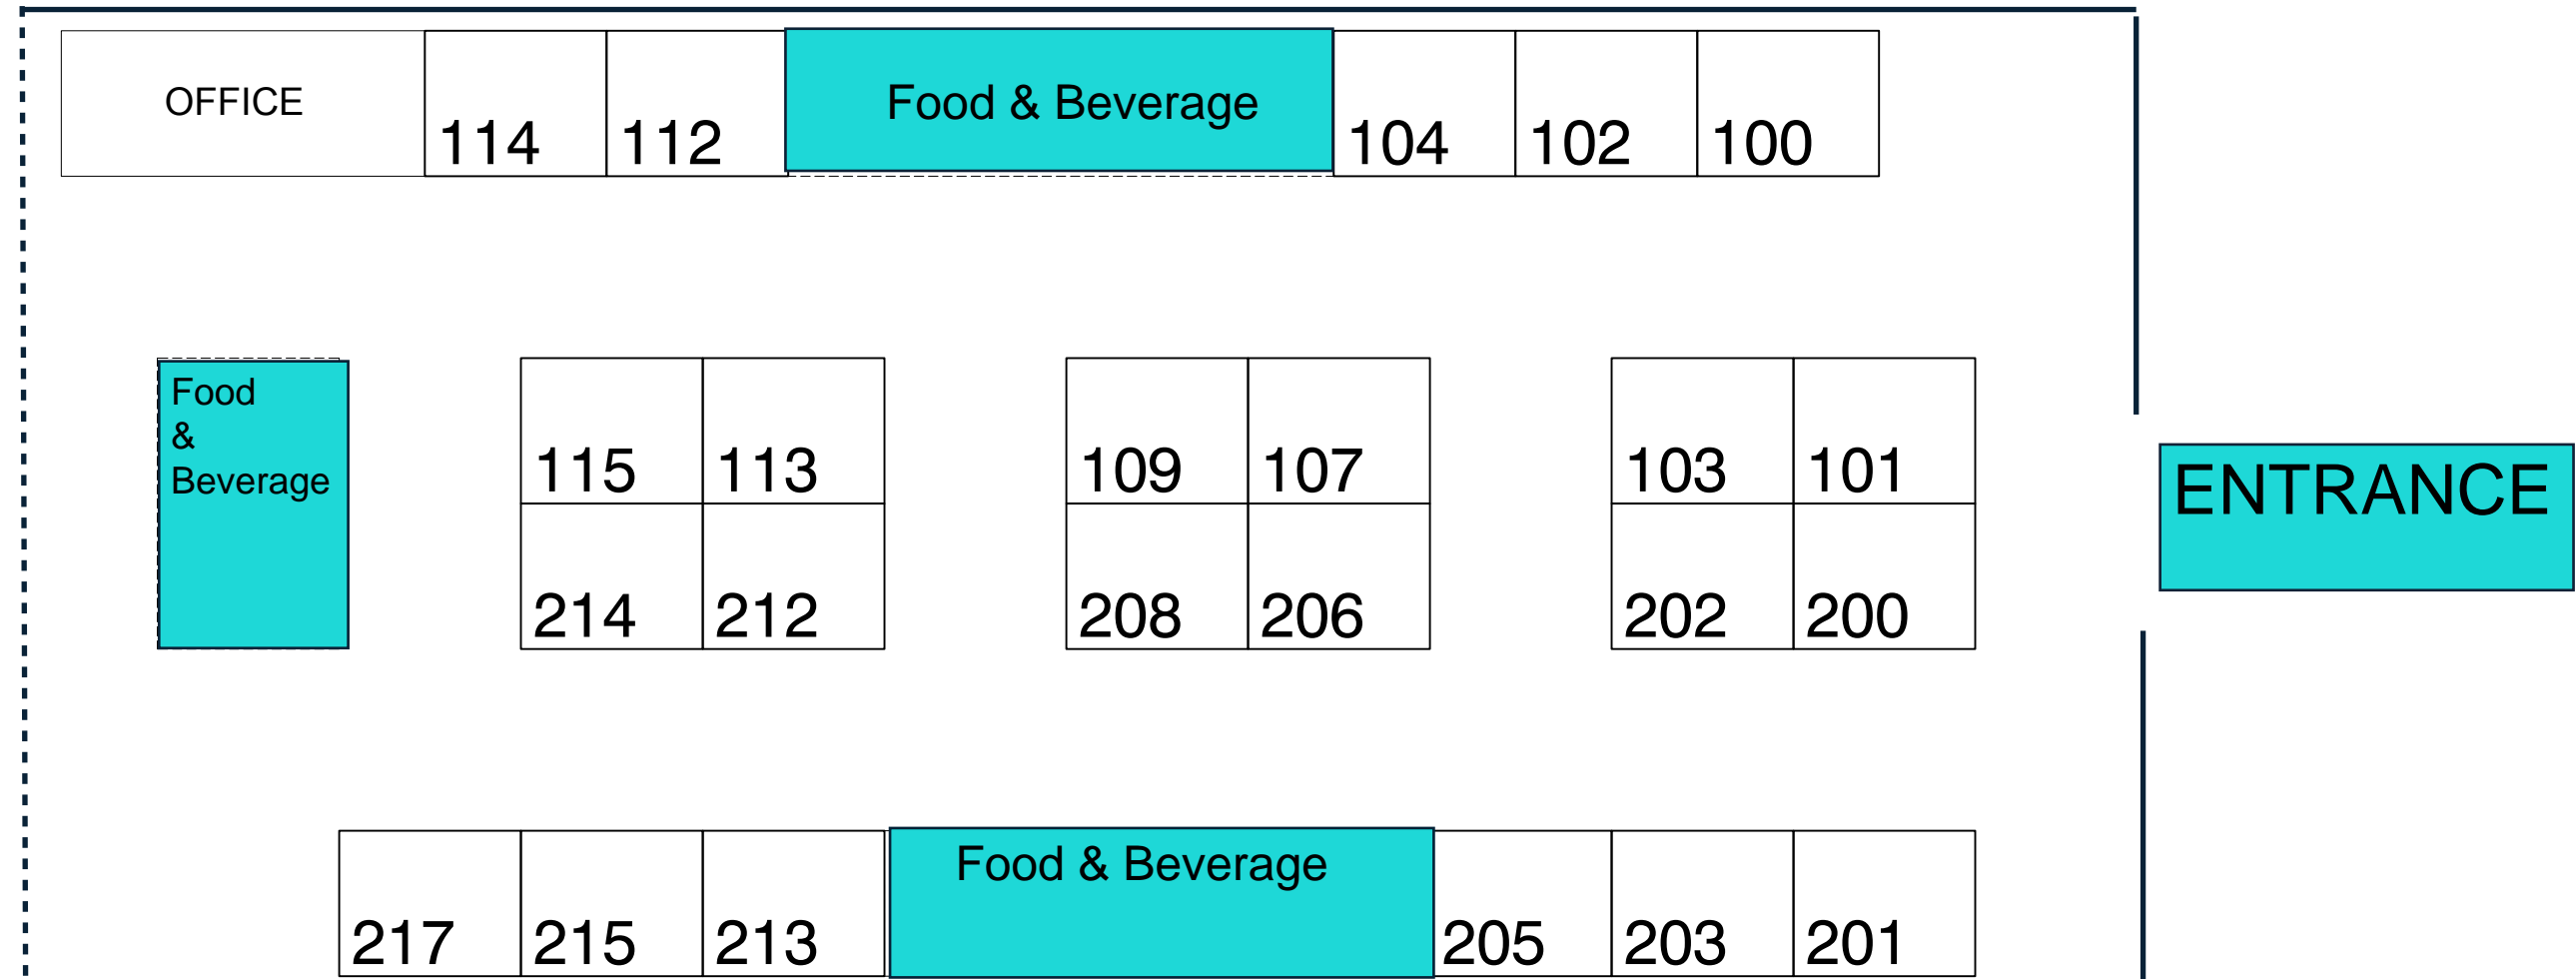 OFFICE
114 112 Food & Beverage 104 102 100
Food
&
Beverage
115 113 109 107 103 101
ENTRANCE
214 212 208 206 202 200
Food & Beverage
217 215 213 205 203 201